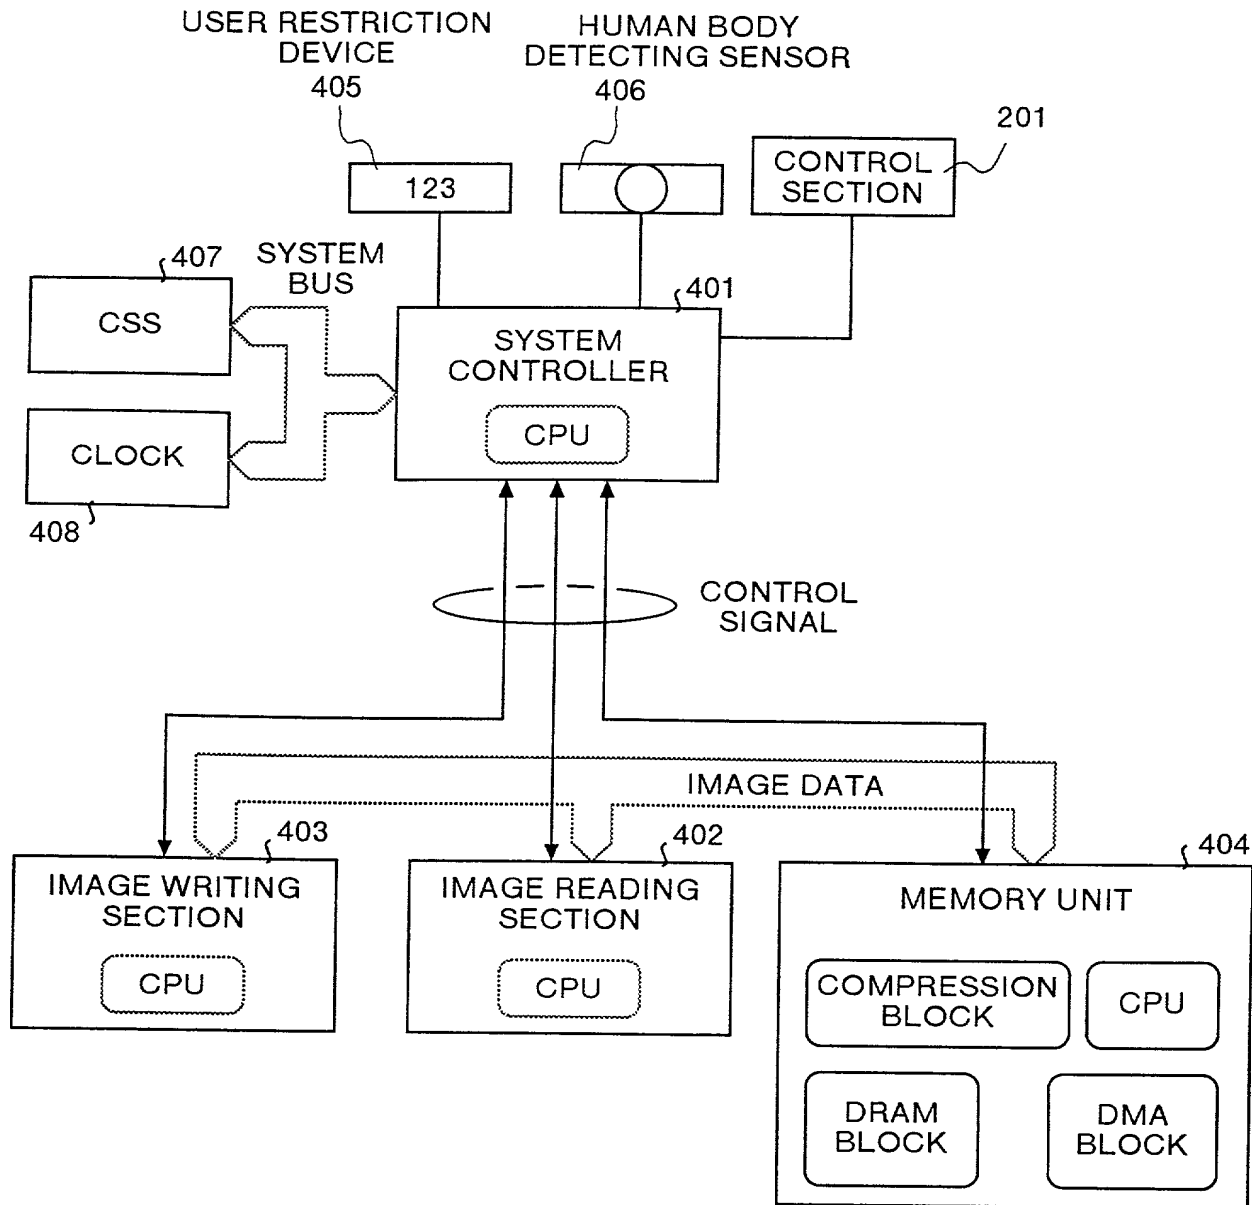 USER RESTRICTION
DEVICE
405
HUMAN BODY
DETECTING SENSOR
406
201
123
CONTROL
SECTION
407
SYSTEM
BUS
CSS
401
SYSTEM
CONTROLLER
CPU
CLOCK
408
CONTROL
SIGNAL
IMAGE DATA
403
IMAGE WRITING
SECTION
CPU
402
IMAGE READING
SECTION
CPU
404
MEMORY UNIT
COMPRESSION
BLOCK
CPU
DRAM
BLOCK
DMA
BLOCK